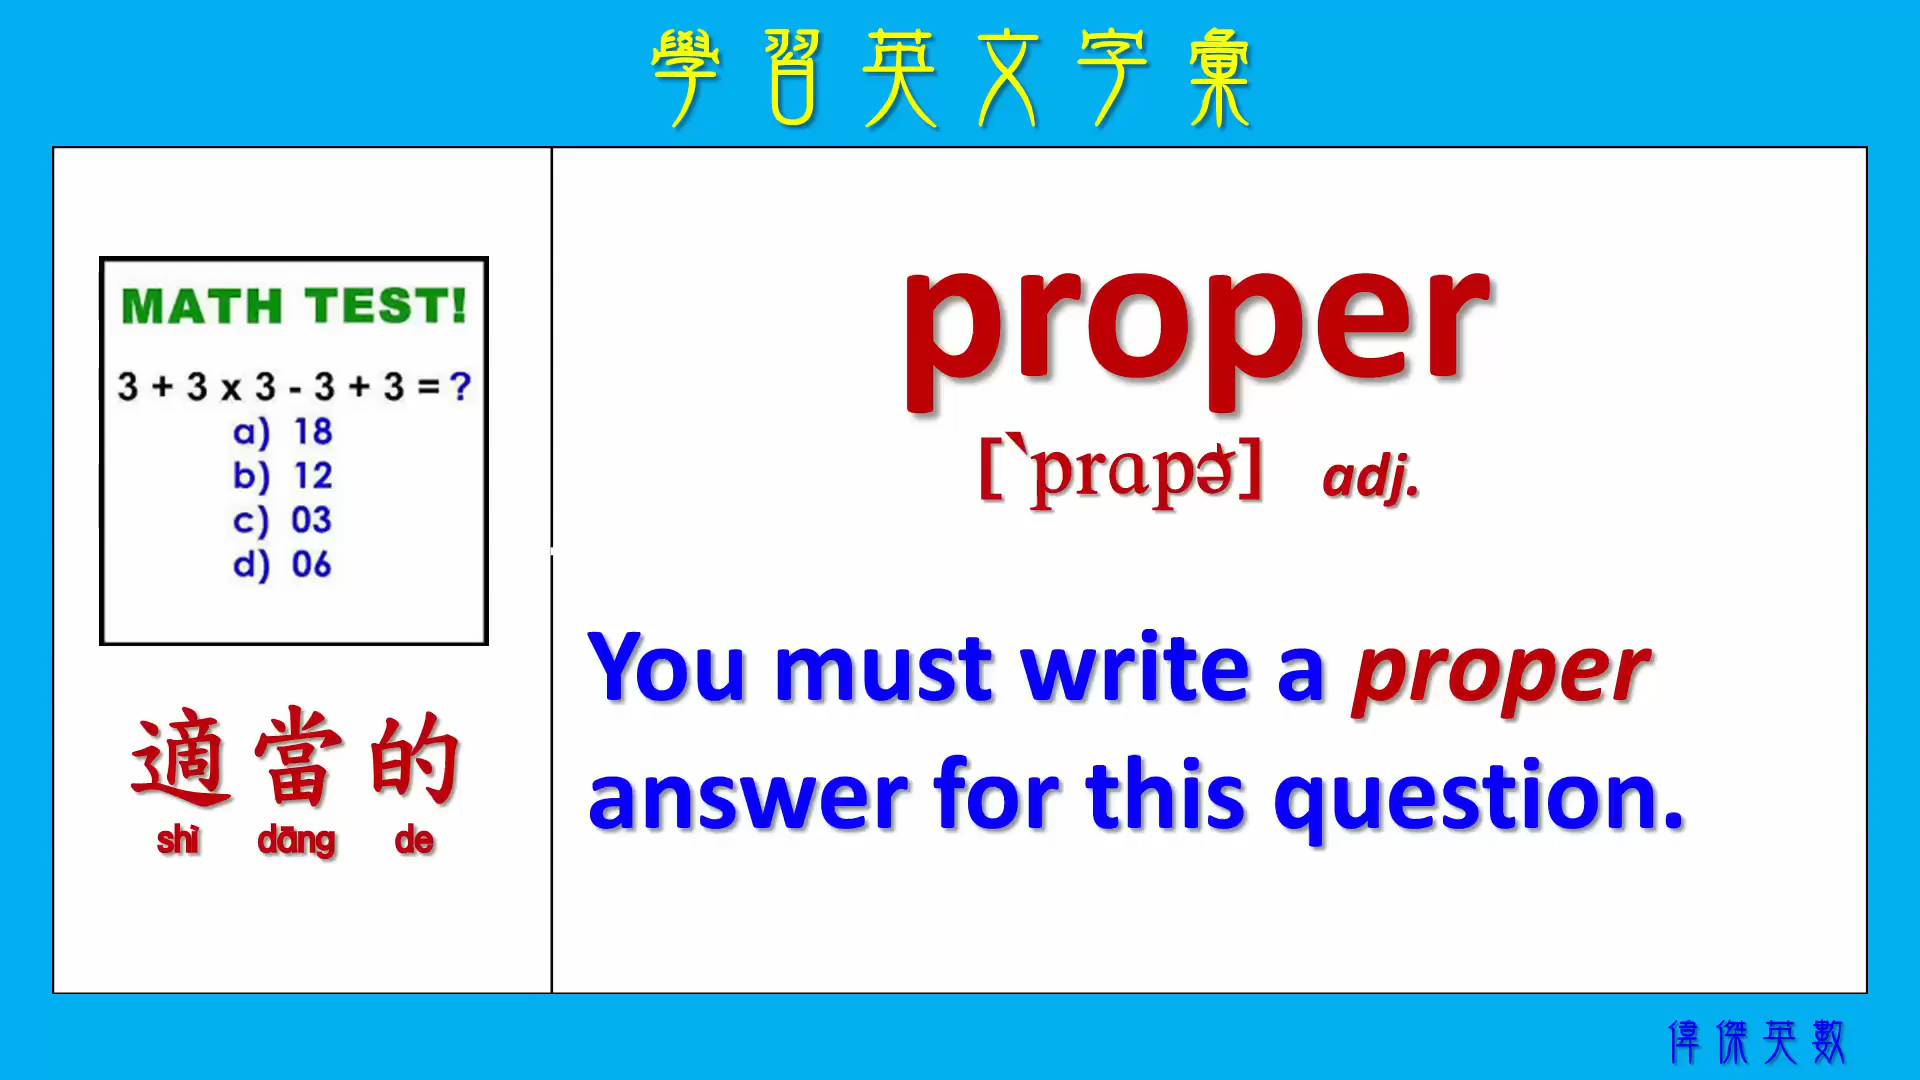 學習英文字彙
MATH TEST!
3 + 3 x 3 - 3 + 3 = ?
a) 18
b) 12
c) 03
d) 06
適當的
shì dāng de
proper
[ˋprɑpɚ] adj.
You must write a proper
answer for this question.
偉傑英數